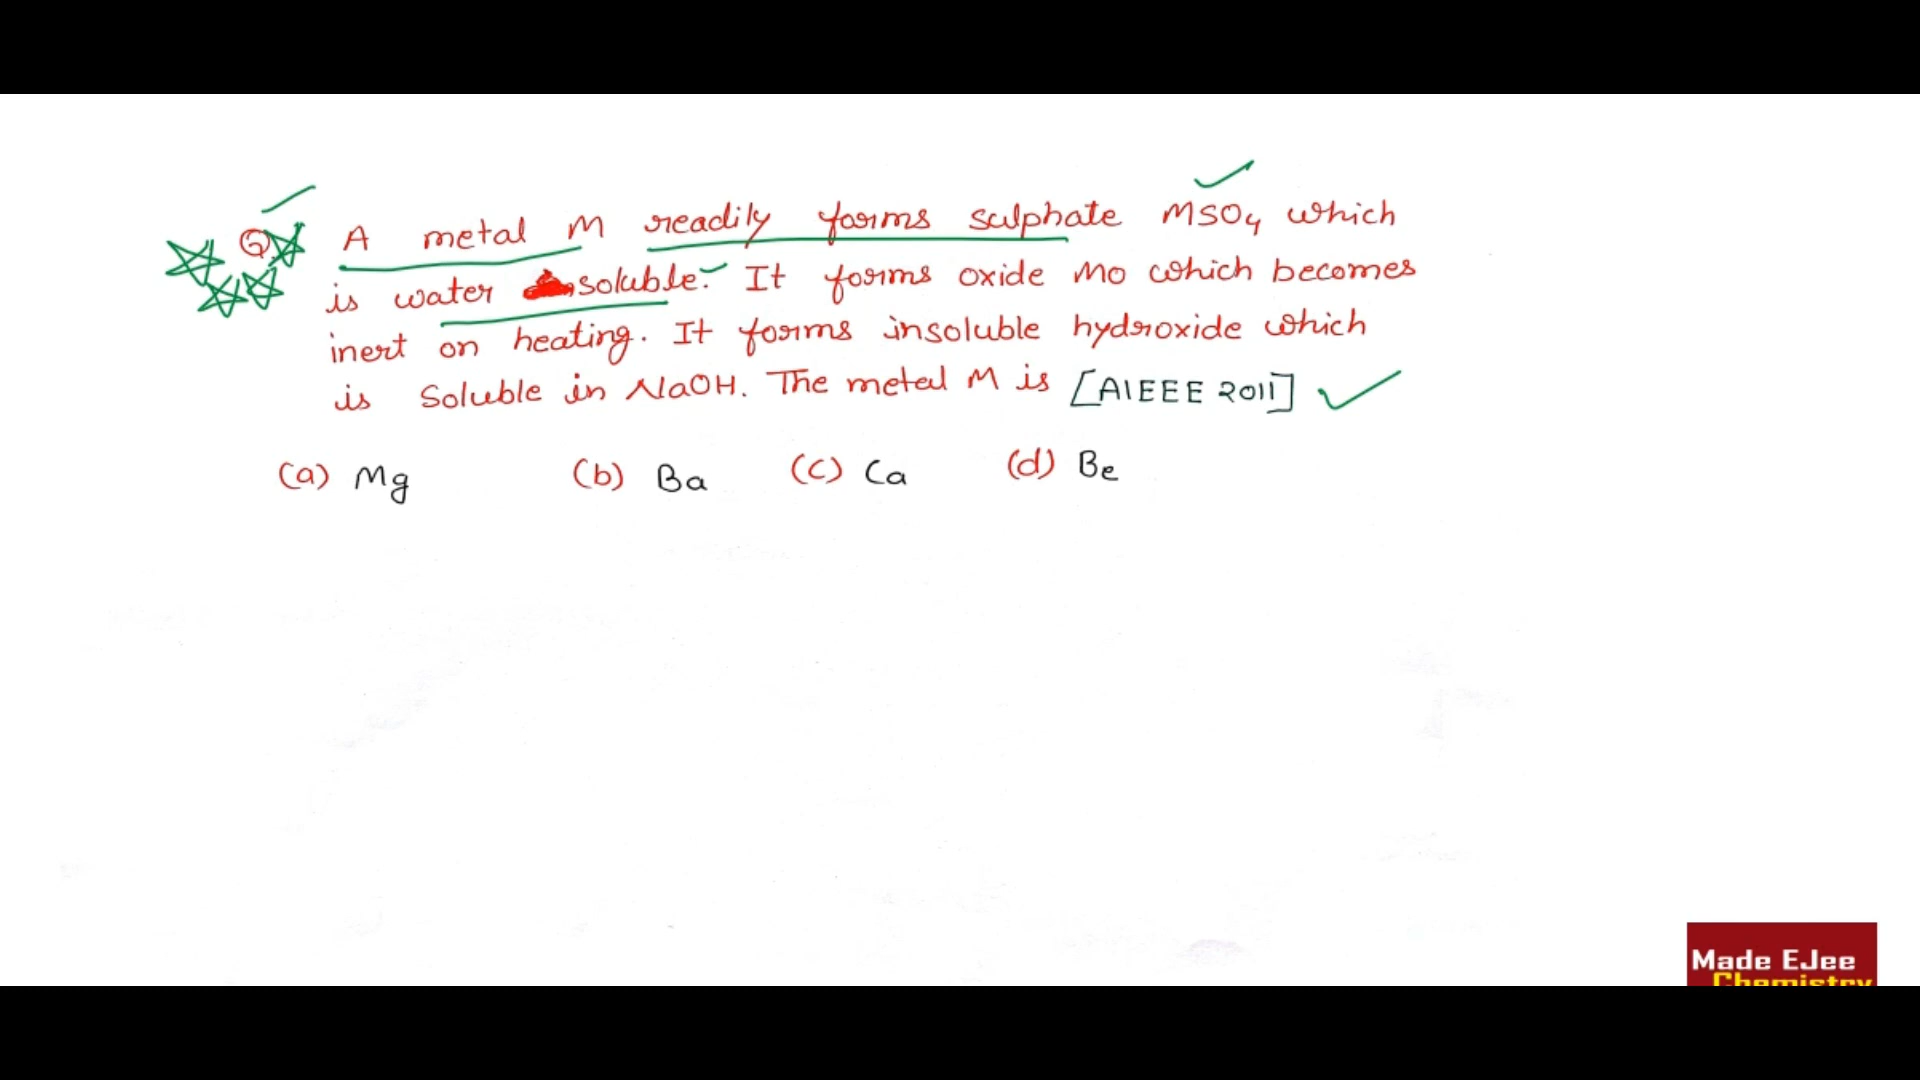 Q. A metal M readily forms sulphate MSO4 which
is water soluble. It forms oxide MO which becomes
inert on heating. It forms insoluble hydroxide which
is soluble in NaOH. The metal M is [AIEEE 2011]
(a) Mg (b) Ba (c) Ca (d) Be
Made EJee
Chemistry